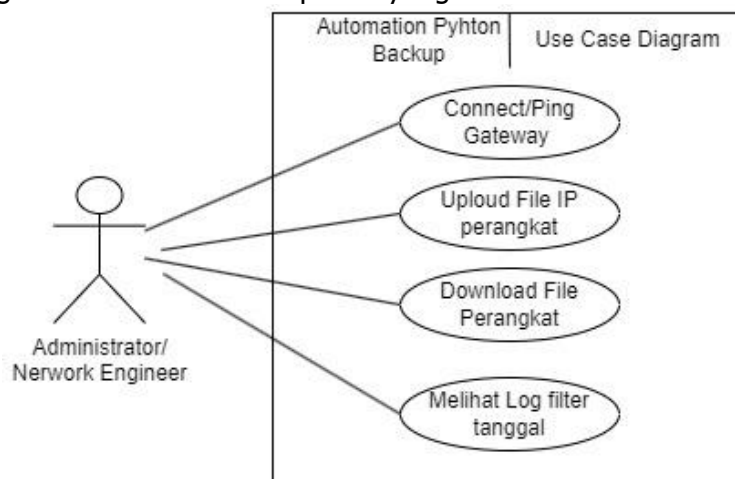 Automation Pyhton
Backup
Use Case Diagram
Connect/Ping
Gateway
Uploud File IP
perangkat
Download File
Perangkat
Melihat Log filter
tanggal
Administrator/
Nerwork Engineer